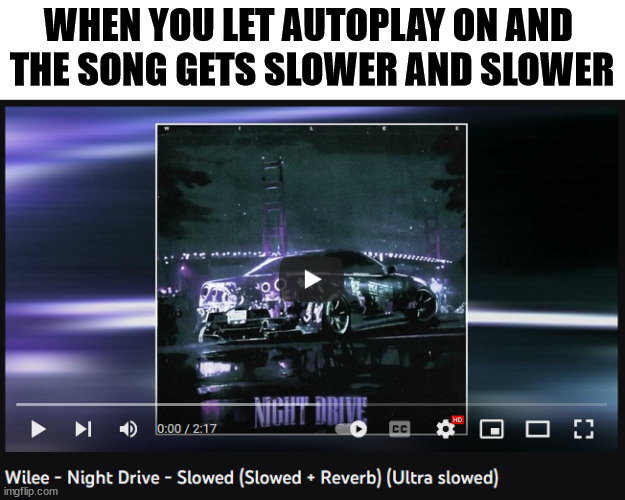 WHEN YOU LET AUTOPLAY ON AND
THE SONG GETS SLOWER AND SLOWER
W I L E E
NIGHT DRIVE
0:00 / 2:17
CC
HD
Wilee - Night Drive - Slowed (Slowed + Reverb) (Ultra slowed)
imgflip.com